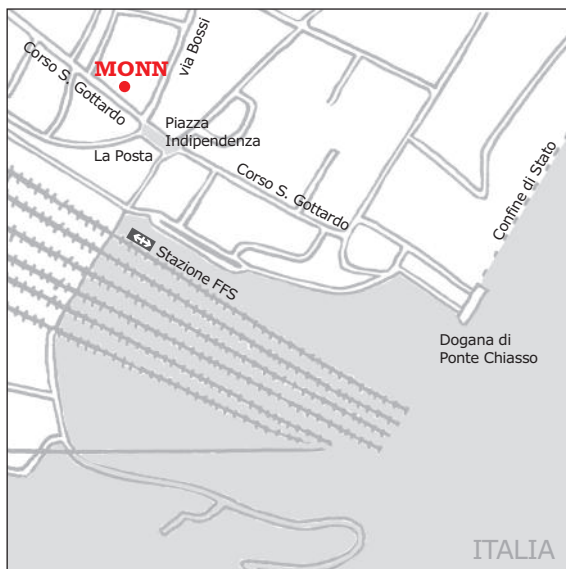 Corso S. Gottardo
MONN
via Bossi
Piazza
Indipendenza
La Posta
Corso S. Gottardo
Confine di Stato
Stazione FFS
Dogana di
Ponte Chiasso
ITALIA